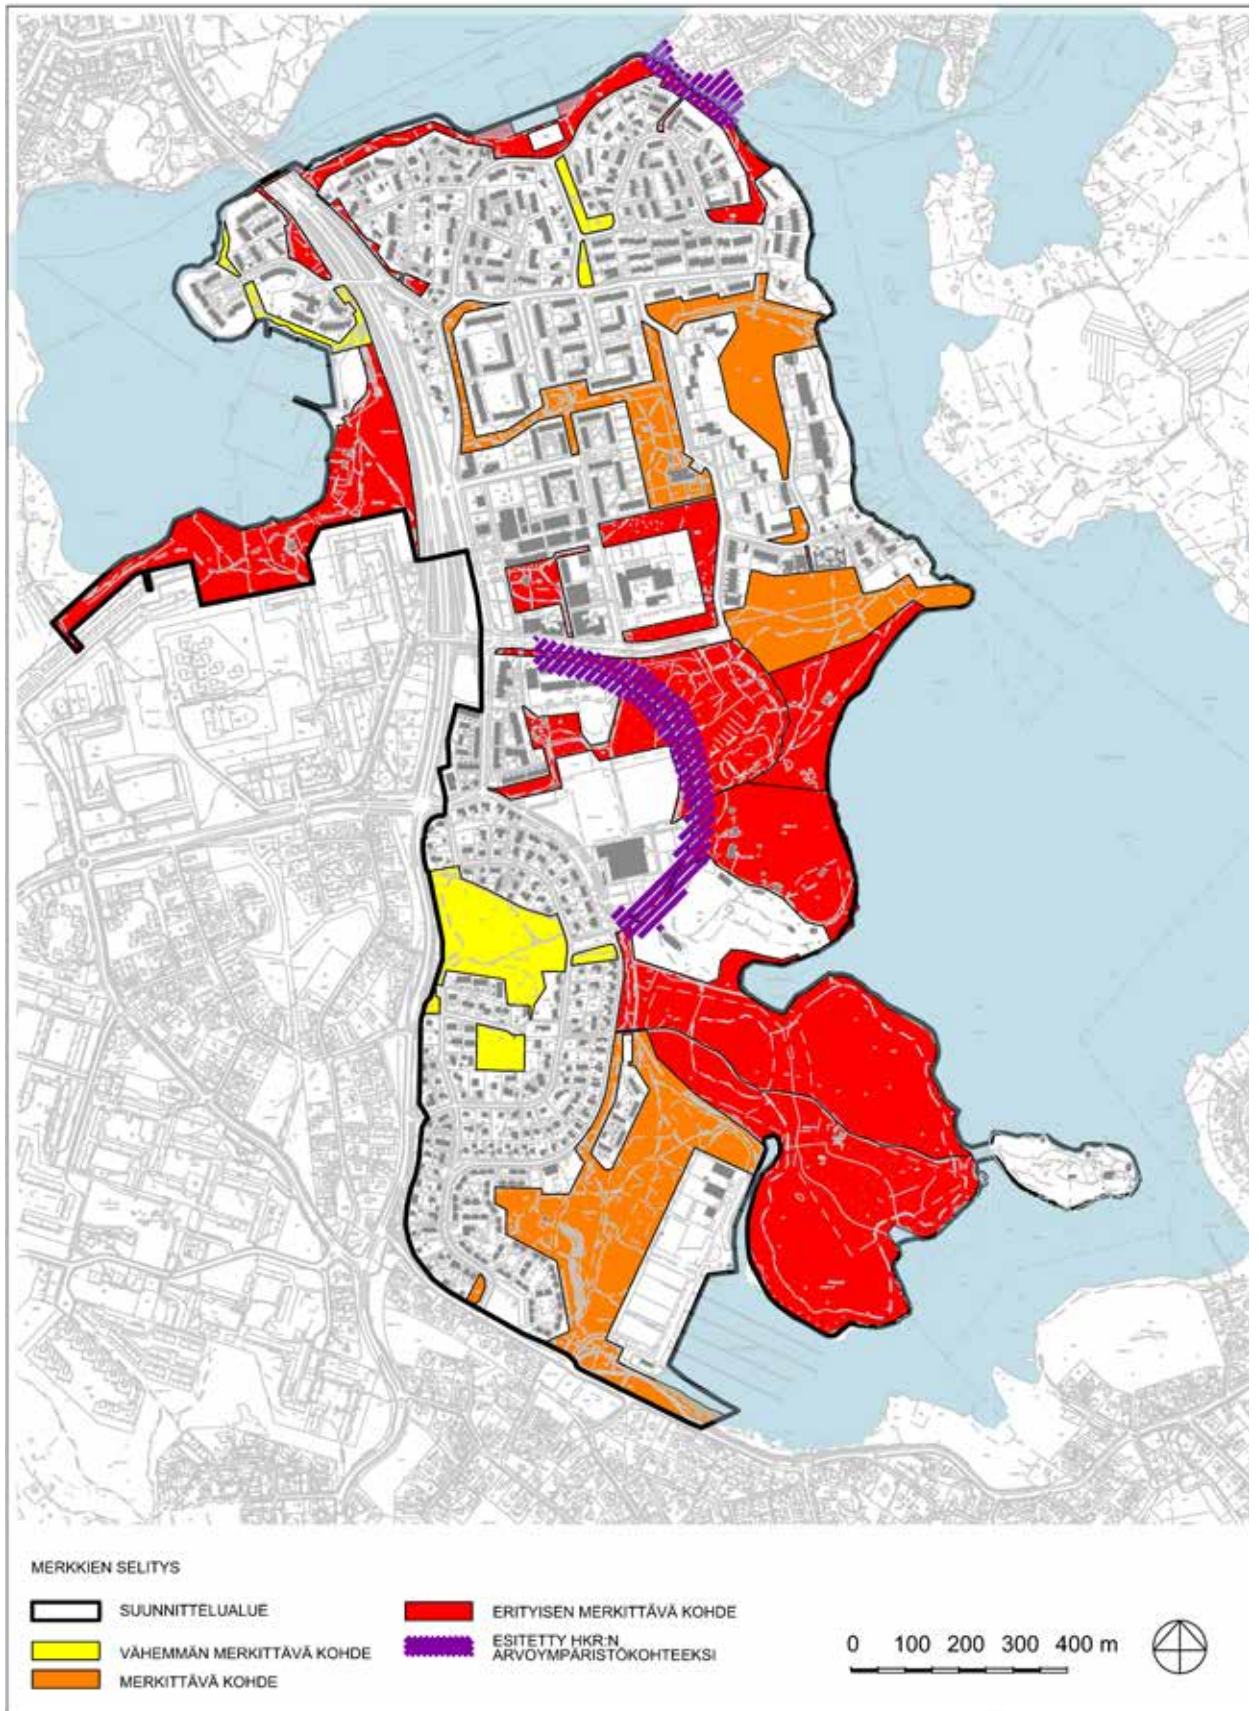 MERKKIEN SELITYS
SUUNNITTELUALUE
VÄHEMMÄN MERKITTÄVÄ KOHDE
MERKITTÄVÄ KOHDE
ERITYISEN MERKITTÄVÄ KOHDE
ESITETTY HKR:N
ARVOYMPÄRISTÖKOHTEEKSI
0 100 200 300 400 m